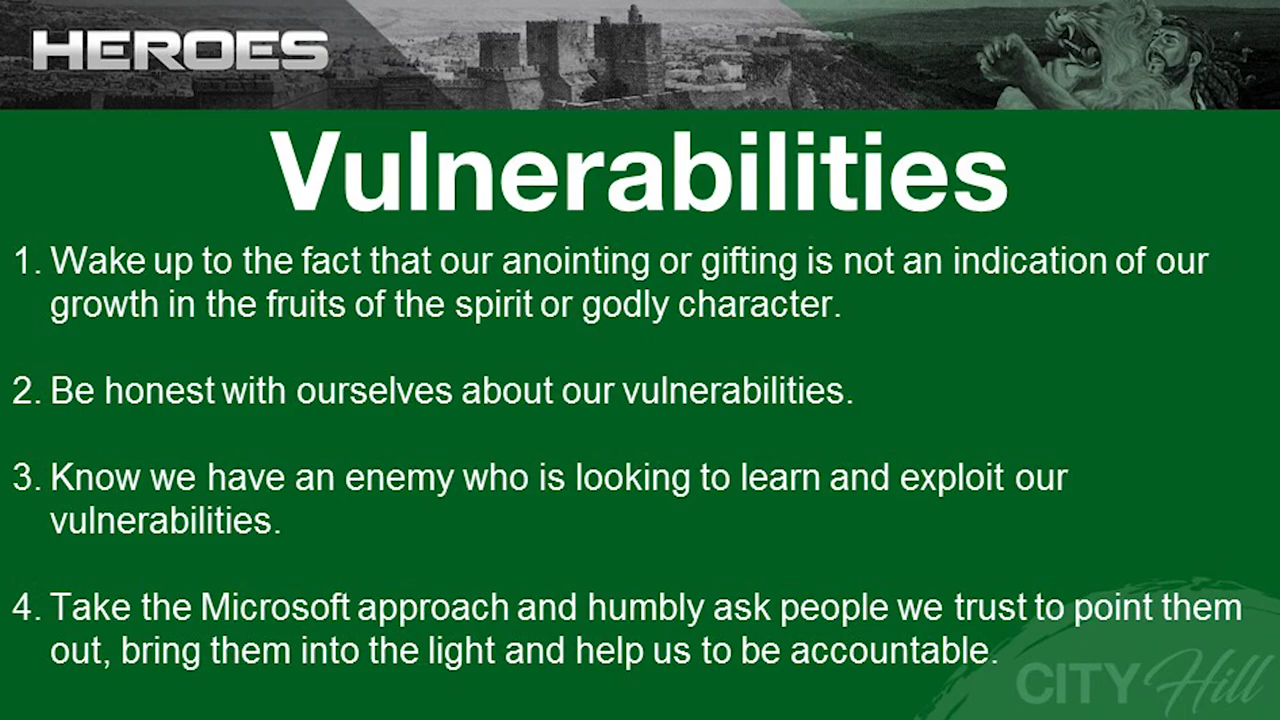 HEROES
Vulnerabilities
1. Wake up to the fact that our anointing or gifting is not an indication of our
growth in the fruits of the spirit or godly character.
2. Be honest with ourselves about our vulnerabilities.
3. Know we have an enemy who is looking to learn and exploit our
vulnerabilities.
4. Take the Microsoft approach and humbly ask people we trust to point them
out, bring them into the light and help us to be accountable.
CITY Hill